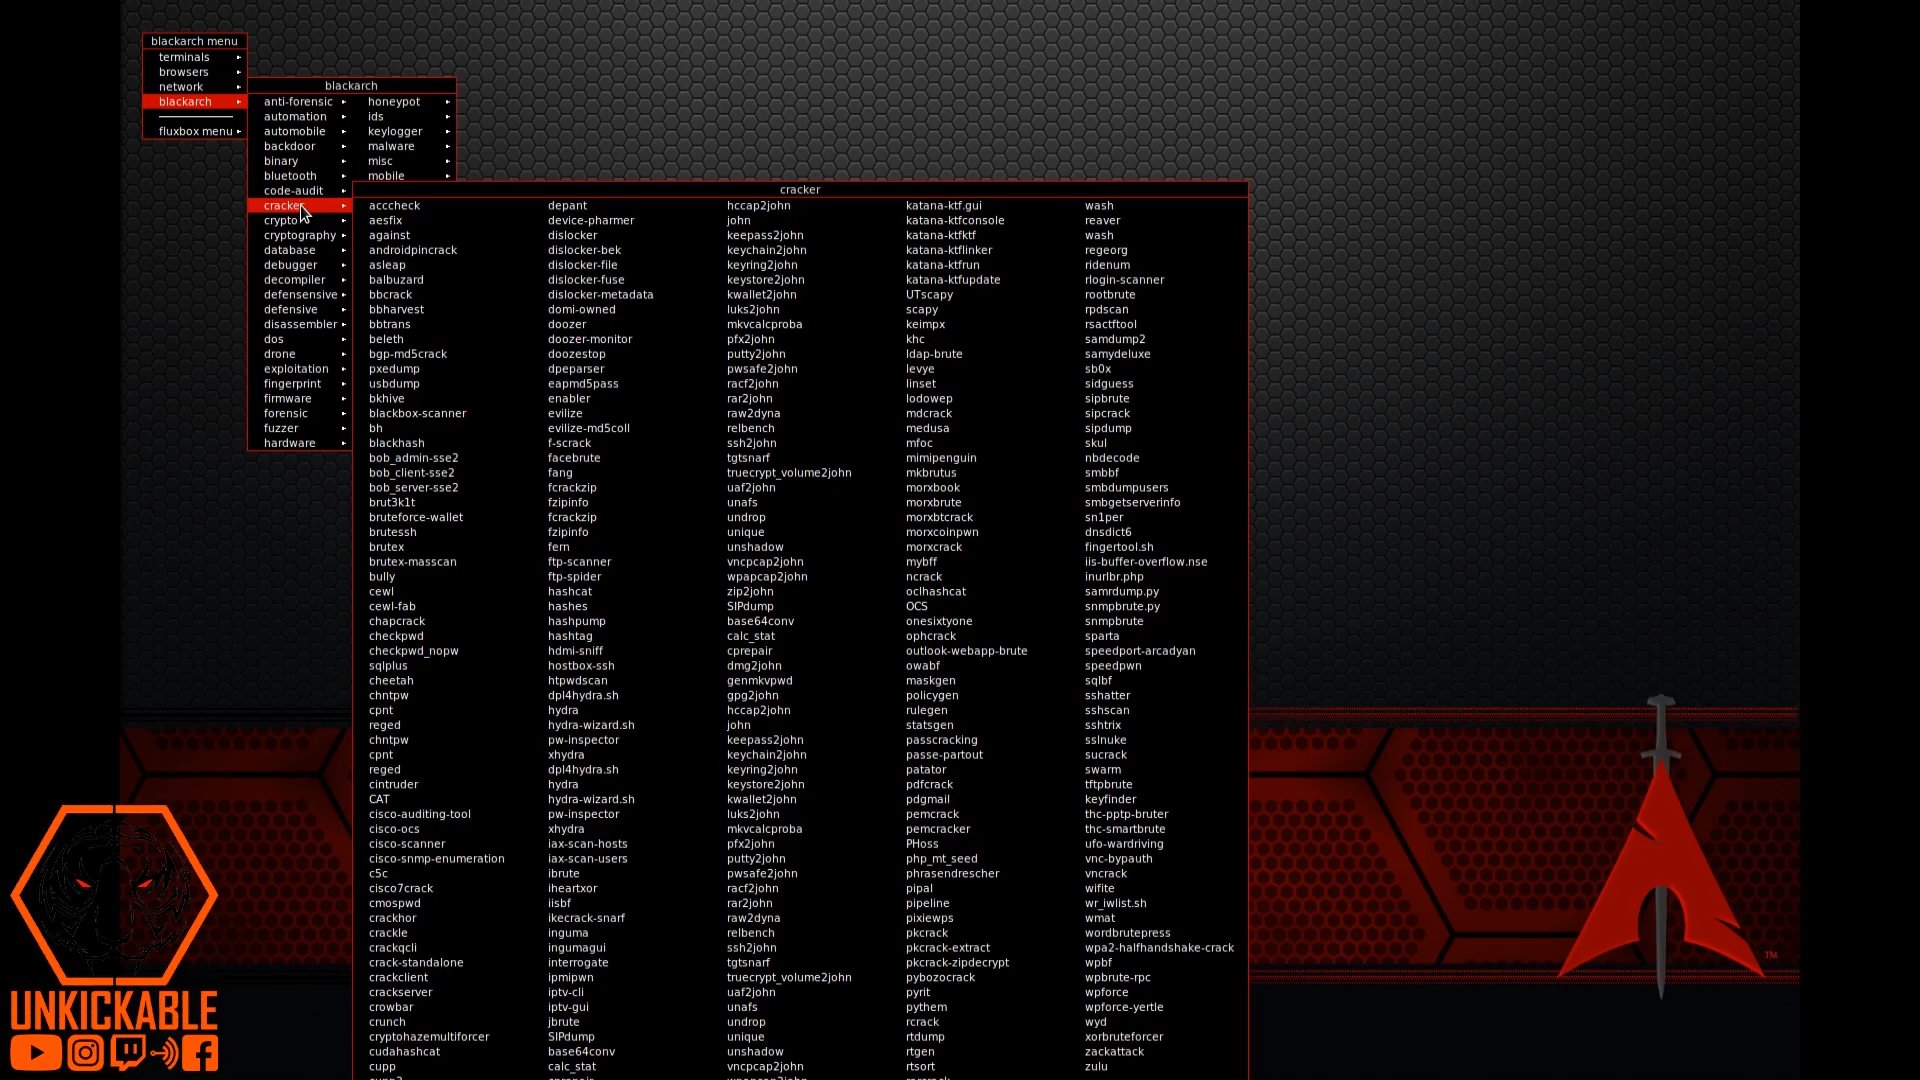 blackarch menu
terminals
browsers
network
blackarch
fluxbox menu
blackarch
anti-forensic
automation
automobile
backdoor
binary
bluetooth
code-audit
cracker
crypto
cryptography
database
debugger
decompiler
defensensive
defensive
disassembler
dos
drone
exploitation
fingerprint
firmware
forensic
fuzzer
hardware
honeypot
ids
keylogger
malware
misc
mobile
cracker
acccheck
aesfix
against
androidpincrack
asleap
balbuzard
bbcrack
bbharvest
bbtrans
beleth
bgp-md5crack
pxedump
usbdump
bkhive
blackbox-scanner
bh
blackhash
bob_admin-sse2
bob_client-sse2
bob_server-sse2
brut3k1t
bruteforce-wallet
brutessh
brutex
brutex-masscan
bully
cewl
cewl-fab
chapcrack
checkpwd
checkpwd_nopw
sqlplus
cheetah
chntpw
cpnt
reged
chntpw
cpnt
reged
cintruder
CAT
cisco-auditing-tool
cisco-ocs
cisco-scanner
cisco-snmp-enumeration
c5c
cisco7crack
cmospwd
crackhor
crackle
crackqcli
crack-standalone
crackclient
crackserver
crowbar
crunch
cryptohazemultiforcer
cudahashcat
cupp
depant
device-pharmer
dislocker
dislocker-bek
dislocker-file
dislocker-fuse
dislocker-metadata
domi-owned
doozer
doozer-monitor
doozestop
dpeparser
eapmd5pass
enabler
evilize
evilize-md5coll
f-scrack
facebrute
fang
fcrackzip
fzipinfo
fcrackzip
fzipinfo
fern
ftp-scanner
ftp-spider
hashcat
hashes
hashpump
hashtag
hdmi-sniff
hostbox-ssh
htpwdscan
dpl4hydra.sh
hydra
hydra-wizard.sh
pw-inspector
xhydra
dpl4hydra.sh
hydra
hydra-wizard.sh
pw-inspector
xhydra
iax-scan-hosts
iax-scan-users
ibrute
iheartxor
iisbf
ikecrack-snarf
inguma
ingumagui
interrogate
ipmipwn
iptv-cli
iptv-gui
jbrute
SIPdump
base64conv
calc_stat
hccap2john
john
keepass2john
keychain2john
keyring2john
keystore2john
kwallet2john
luks2john
mkvcalcproba
pfx2john
putty2john
pwsafe2john
racf2john
rar2john
raw2dyna
relbench
ssh2john
tgtsnarf
truecrypt_volume2john
uaf2john
unafs
undrop
unique
unshadow
vncpcap2john
wpapcap2john
zip2john
SIPdump
base64conv
calc_stat
cprepair
dmg2john
genmkvpwd
gpg2john
hccap2john
john
keepass2john
keychain2john
keyring2john
keystore2john
kwallet2john
luks2john
mkvcalcproba
pfx2john
putty2john
pwsafe2john
racf2john
rar2john
raw2dyna
relbench
ssh2john
tgtsnarf
truecrypt_volume2john
uaf2john
unafs
undrop
unique
unshadow
vncpcap2john
katana-ktf.gui
katana-ktfconsole
katana-ktfktf
katana-ktflinker
katana-ktfrun
katana-ktfupdate
UTscapy
scapy
keimpx
khc
ldap-brute
levye
linset
lodowep
mdcrack
medusa
mfoc
mimipenguin
mkbrutus
morxbook
morxbrute
morxbtcrack
morxcoinpwn
morxcrack
mybff
ncrack
oclhashcat
OCS
onesixtyone
ophcrack
outlook-webapp-brute
owabf
maskgen
policygen
rulegen
statsgen
passcracking
passe-partout
patator
pdfcrack
pdgmail
pemcrack
pemcracker
PHoss
php_mt_seed
phrasendrescher
pipal
pipeline
pixiewps
pkcrack
pkcrack-extract
pkcrack-zipdecrypt
pybozocrack
pyrit
pythem
rcrack
rtdump
rtgen
rtsort
wash
reaver
wash
regeorg
ridenum
rlogin-scanner
rootbrute
rpdscan
rsactftool
samdump2
samydeluxe
sb0x
sidguess
sipbrute
sipcrack
sipdump
skul
nbdecode
smbbf
smbdumpusers
smbgetserverinfo
sn1per
dnsdict6
fingertool.sh
iis-buffer-overflow.nse
inurlbr.php
samrdump.py
snmpbrute.py
snmpbrute
sparta
speedport-arcadyan
speedpwn
sqlbf
sshatter
sshscan
sshtrix
sslnuke
sucrack
swarm
tftpbrute
keyfinder
thc-pptp-bruter
thc-smartbrute
ufo-wardriving
vnc-bypauth
vncrack
wifite
wr_iwlist.sh
wmat
wordbrutepress
wpa2-halfhandshake-crack
wpbf
wpbrute-rpc
wpforce
wpforce-yertle
wyd
xorbruteforcer
zackattack
zulu
TM
UNKICKABLE